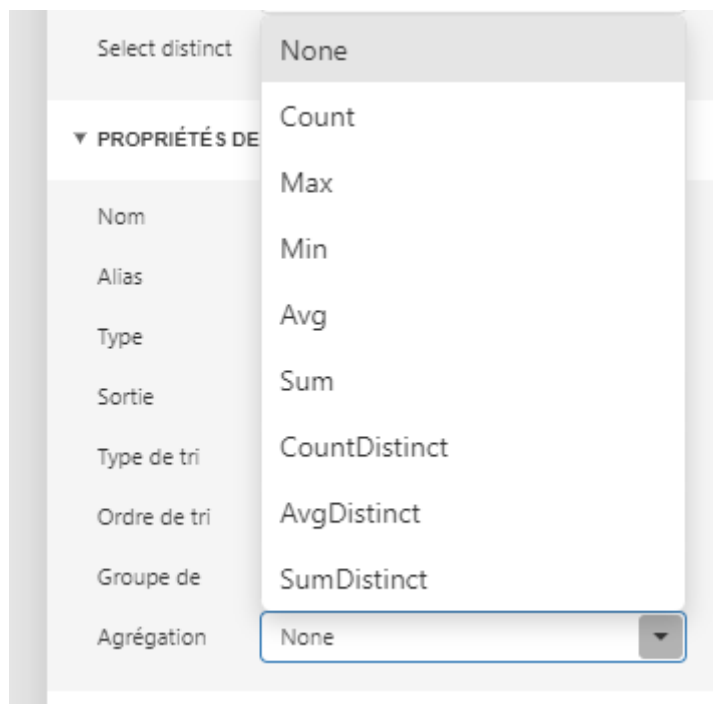 Select distinct
None
Count
▼ PROPRIÉTÉS DE
Max
Nom
Min
Alias
Avg
Type
Sum
Sortie
CountDistinct
Type de tri
AvgDistinct
Ordre de tri
SumDistinct
Groupe de
Agrégation None